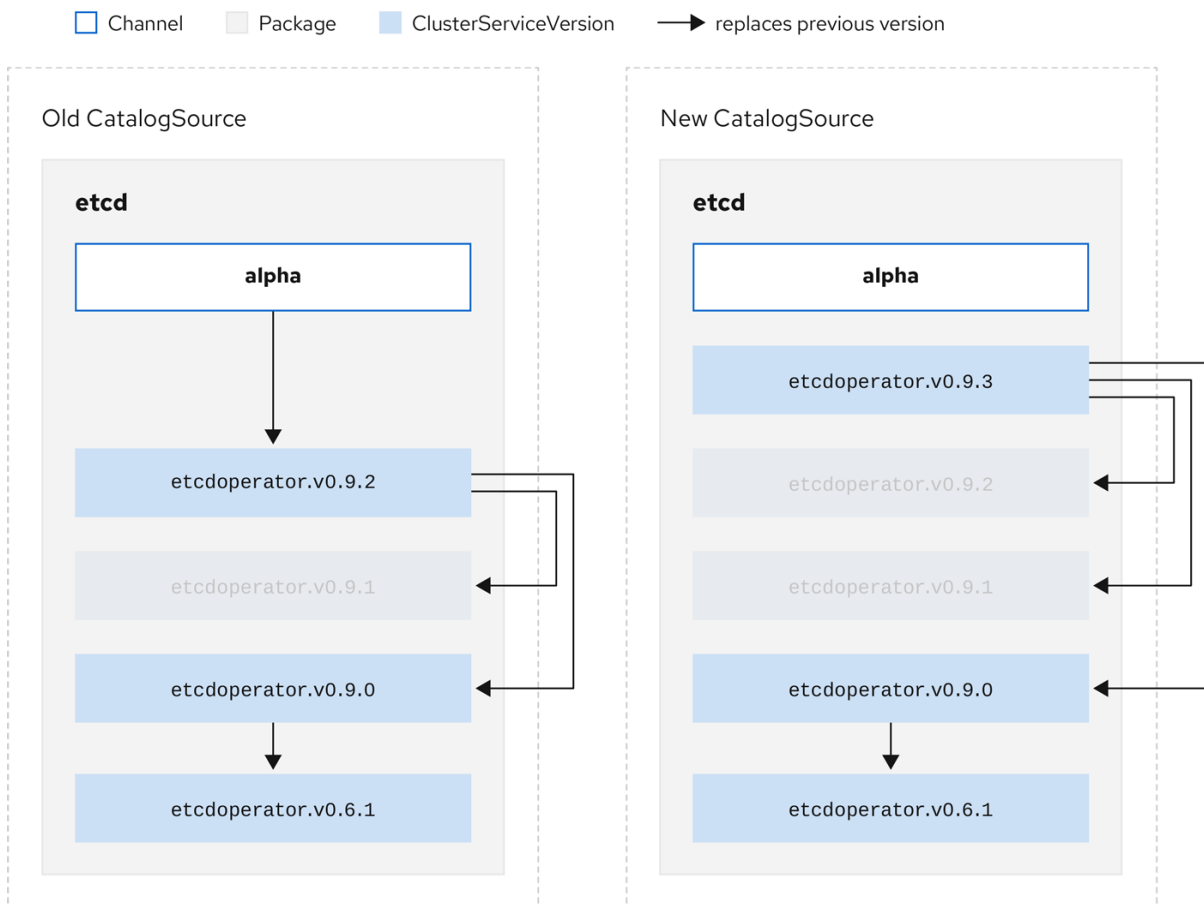 Channel
Package
ClusterServiceVersion
replaces previous version
Old CatalogSource
etcd
alpha
etcdoperator.v0.9.2
etcdoperator.v0.9.1
etcdoperator.v0.9.0
etcdoperator.v0.6.1
New CatalogSource
etcd
alpha
etcdoperator.v0.9.3
etcdoperator.v0.9.2
etcdoperator.v0.9.1
etcdoperator.v0.9.0
etcdoperator.v0.6.1